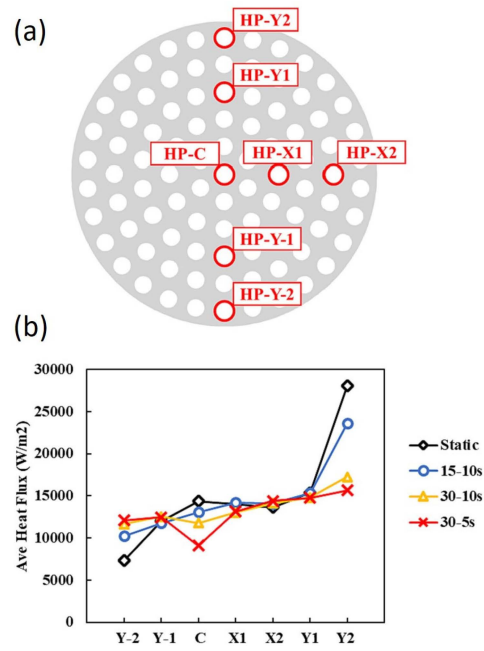 (a)
HP-Y2
HP-Y1
HP-C
HP-X1
HP-X2
HP-Y-1
HP-Y-2
(b)
Ave Heat Flux (W/m2)
30000
25000
20000
15000
10000
5000
0
Y-2 Y-1 C X1 X2 Y1 Y2
Static
15-10s
30-10s
30-5s